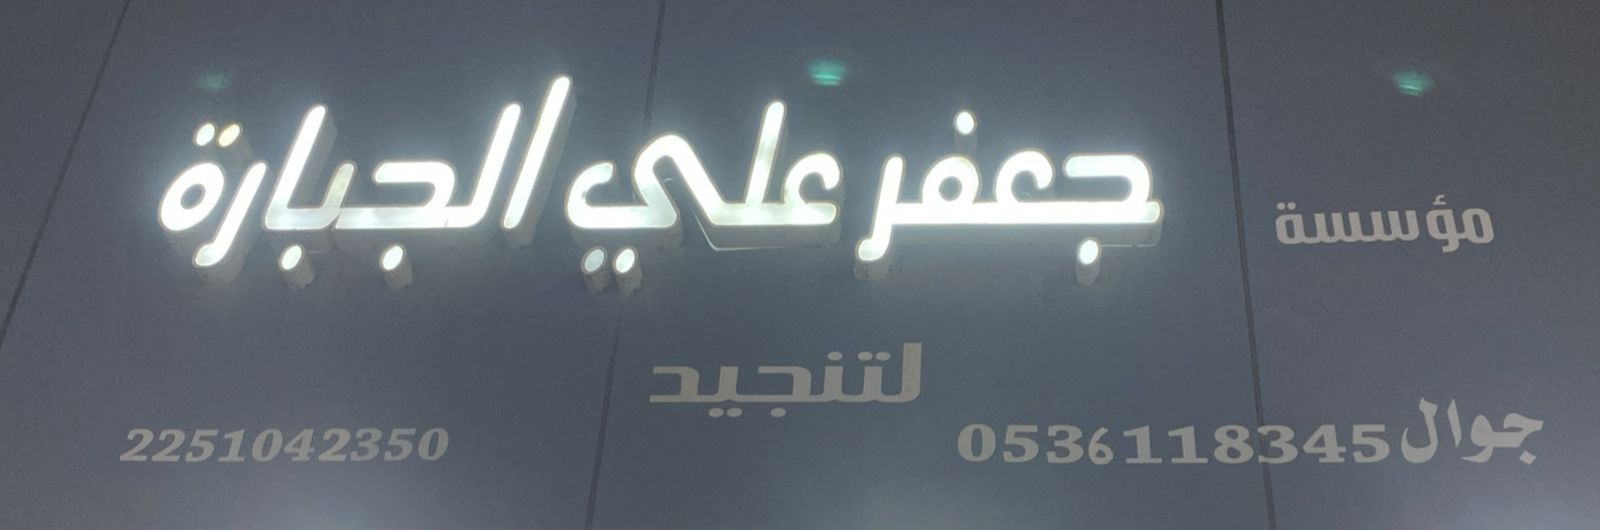 مؤسسة
جعفر علي الجبارة
لتنجيد
جوال 0536118345
2251042350